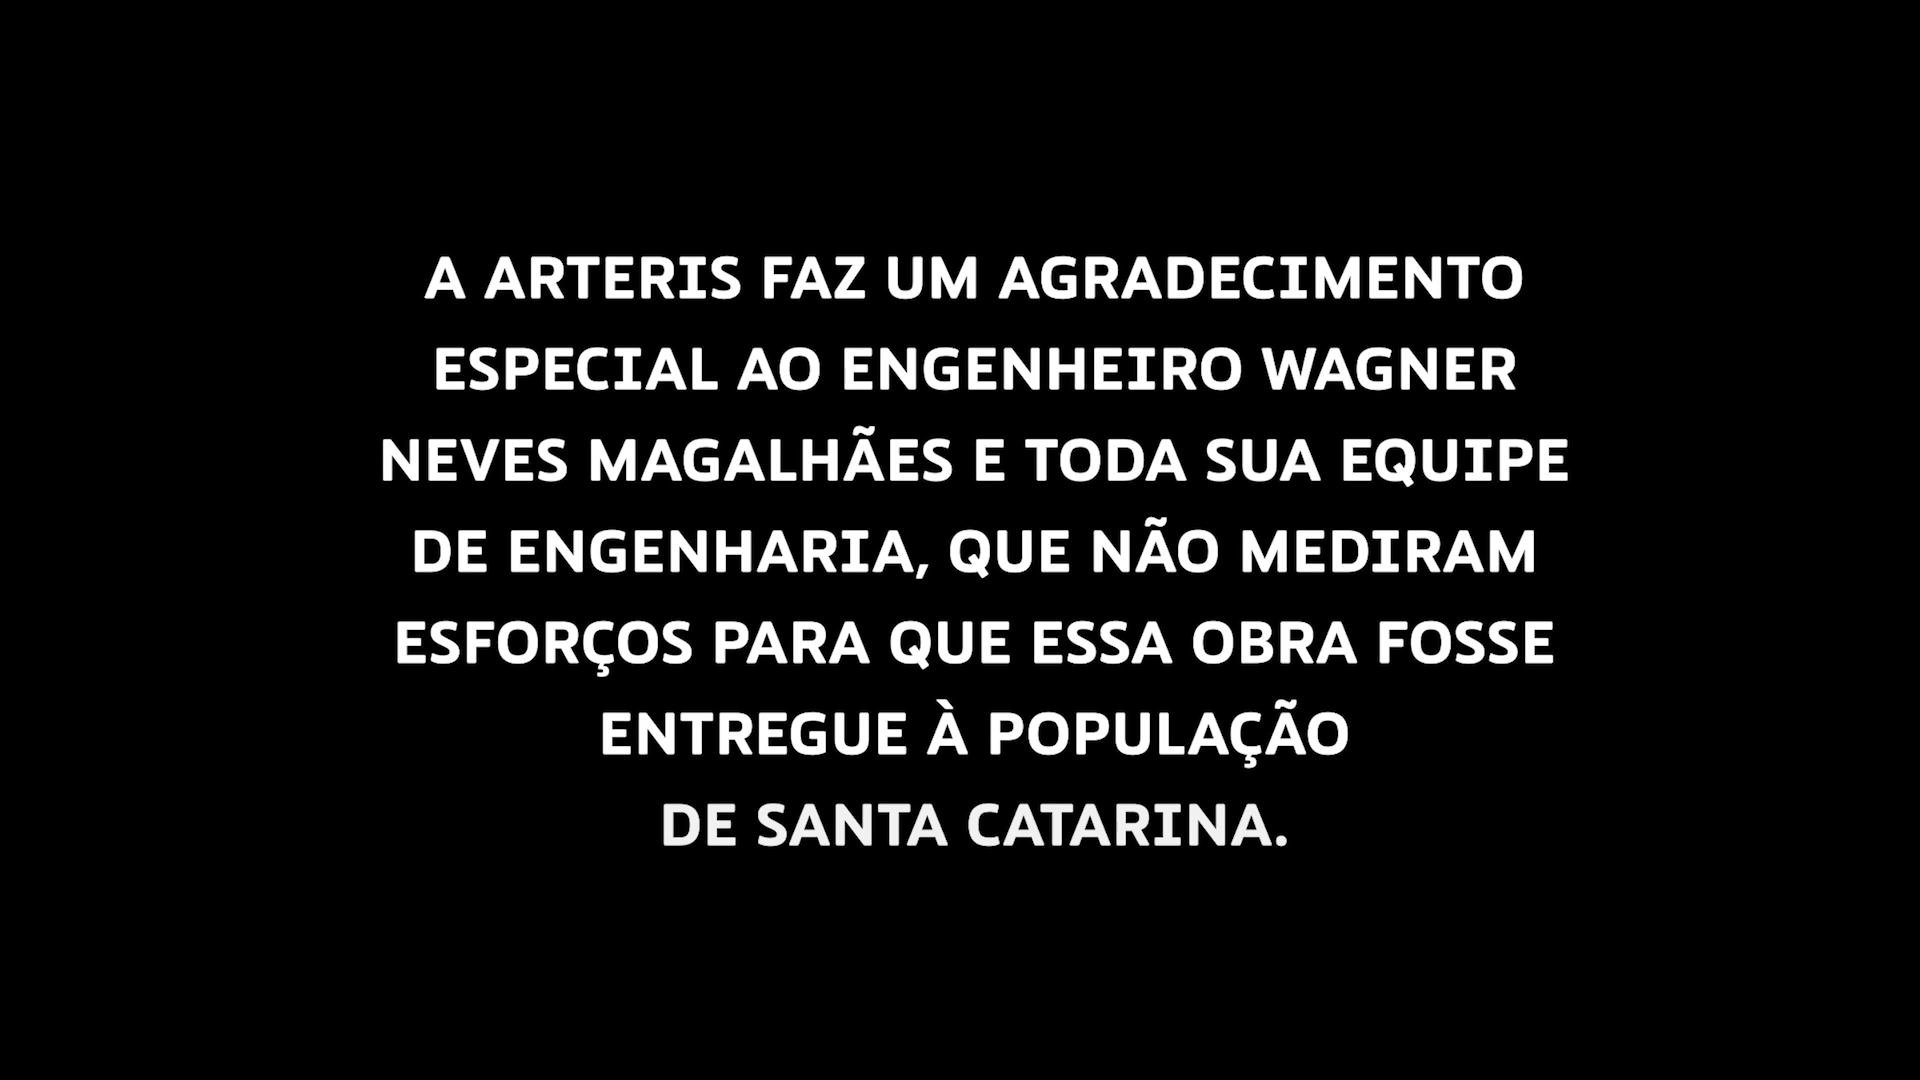 A ARTERIS FAZ UM AGRADECIMENTO
ESPECIAL AO ENGENHEIRO WAGNER
NEVES MAGALHÃES E TODA SUA EQUIPE
DE ENGENHARIA, QUE NÃO MEDIRAM
ESFORÇOS PARA QUE ESSA OBRA FOSSE
ENTREGUE À POPULAÇÃO
DE SANTA CATARINA.